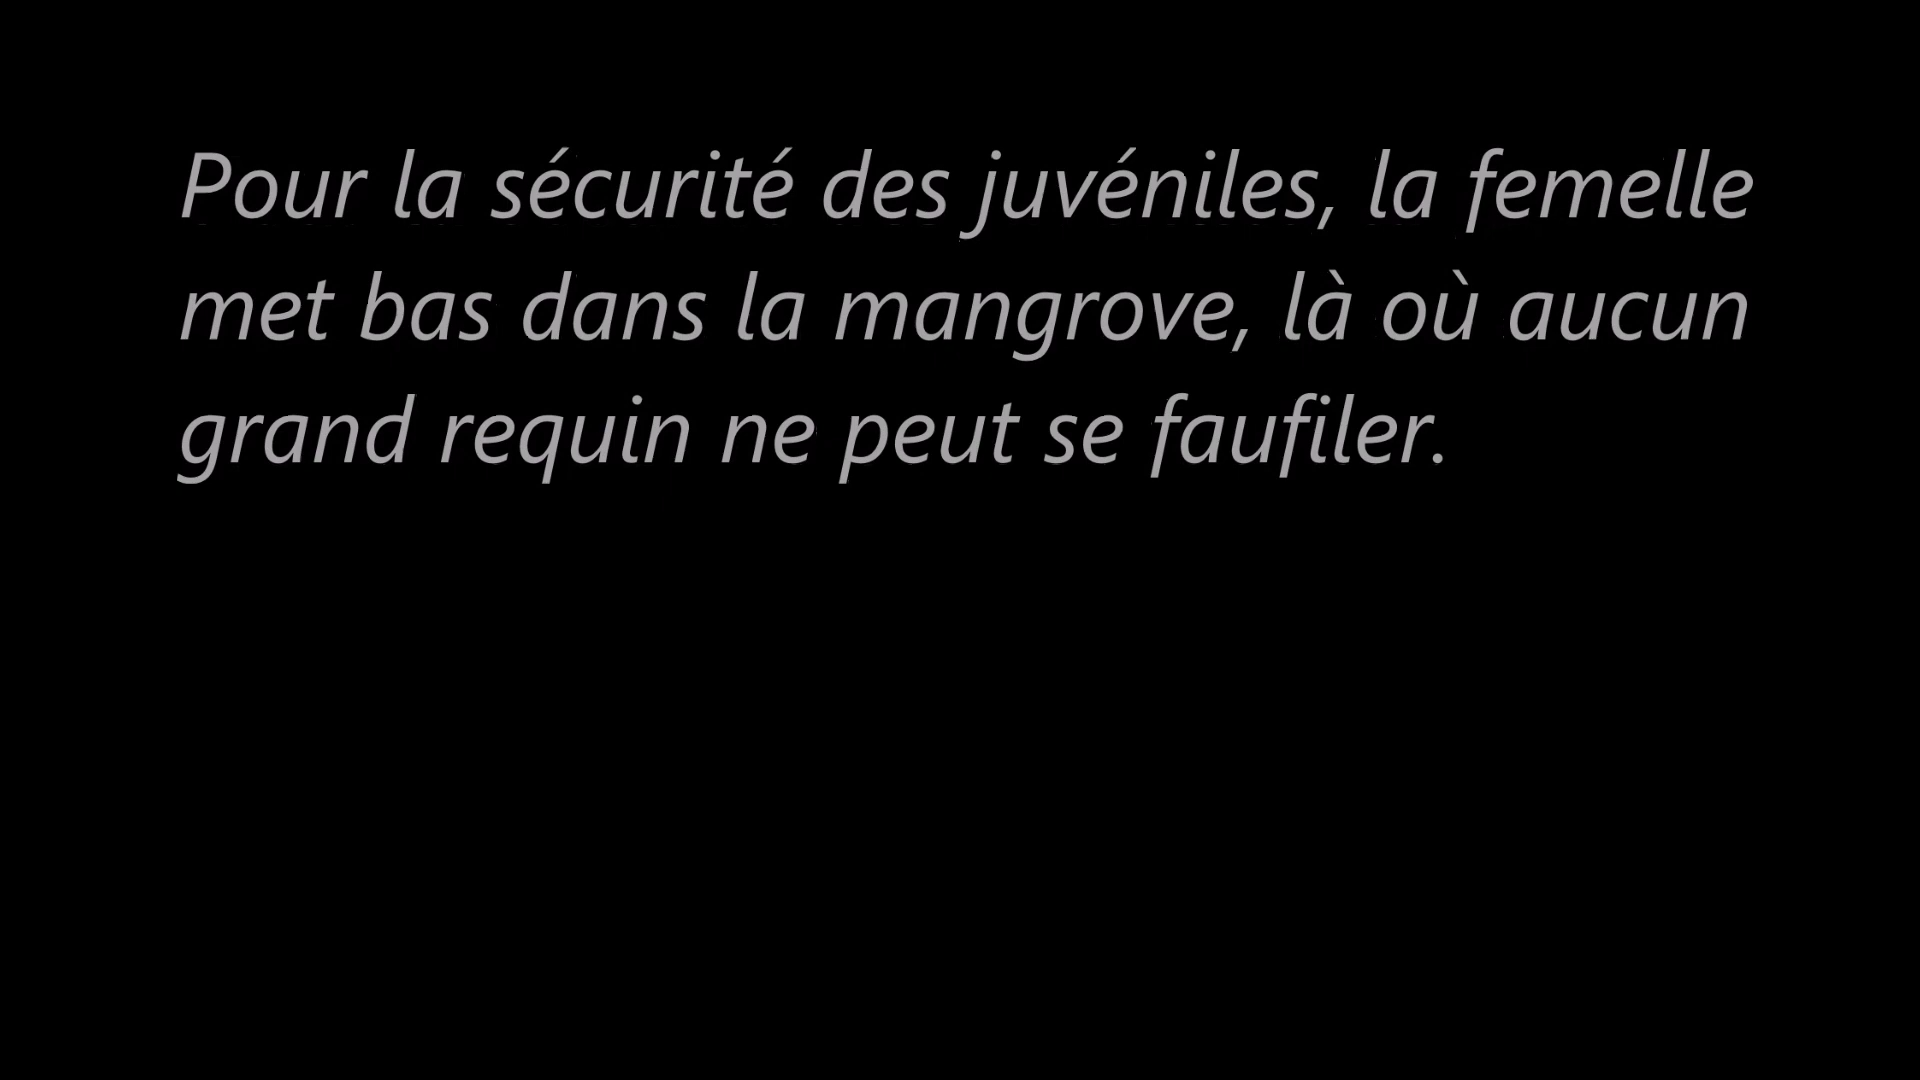 Pour la sécurité des juvéniles, la femelle
met bas dans la mangrove, là où aucun
grand requin ne peut se faufiler.